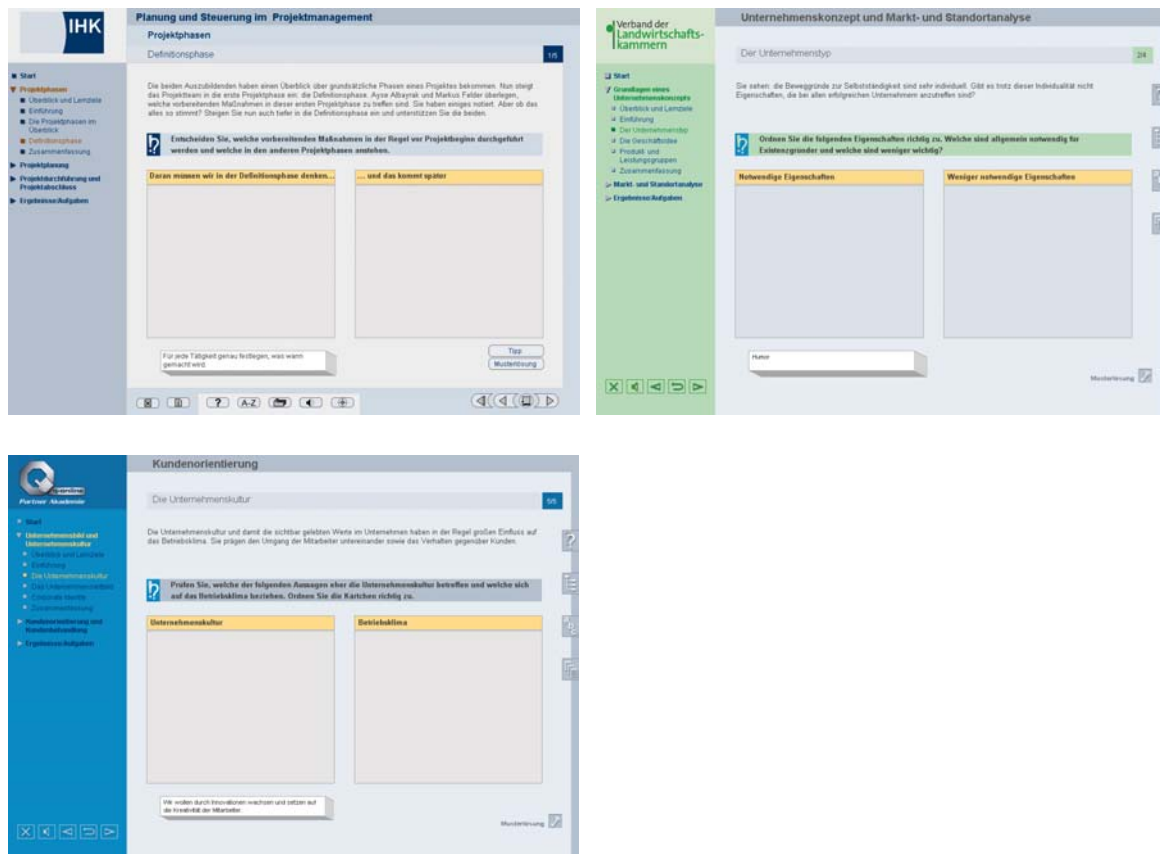 IHK
Planung und Steuerung im Projektmanagement
Projektphasen
Definitionsphase
1/5
Start
Projektphasen
Überblick und Lernziele
Einführung
Die Projektphasen im
Überblick
Definitionsphase
Zusammenfassung
Projektplanung
Projektdurchführung und
Projektabschluss
Ergebnisse/Aufgaben
Die beiden Auszubildenden haben einen Überblick über grundsätzliche Phasen eines Projektes bekommen. Nun steigt
das Projektteam in die erste Projektphase ein: die Definitionsphase. Ayse Albayrak und Markus Felder überlegen,
welche vorbereitenden Maßnahmen in dieser ersten Projektphase zu treffen sind. Sie haben einiges notiert. Aber ob das
alles so stimmt? Steigen Sie nun auch tiefer in die Definitionsphase ein und unterstützen Sie die beiden.
Entscheiden Sie, welche vorbereitenden Maßnahmen in der Regel vor Projektbeginn durchgeführt
werden und welche in den anderen Projektphasen anstehen.
Daran müssen wir in der Definitionsphase denken...
... und das kommt später
Für jede Tätigkeit genau festlegen, was wann
gemacht wird.
Tipp
Musterlösung
?
A-Z
Verband der
Landwirtschafts-
kammern
Unternehmenskonzept und Markt- und Standortanalyse
Der Unternehmenstyp
2/4
Start
Grundlagen eines
Unternehmenskonzepts
Überblick und Lernziele
Einführung
Der Unternehmenstyp
Die Geschäftsidee
Produkt und
Leistungsgruppen
Zusammenfassung
Markt- und Standortanalyse
Ergebnisse/Aufgaben
Sie sehen: die Beweggründe zur Selbstständigkeit sind sehr individuell. Gibt es trotz dieser Individualität nicht
Eigenschaften, die bei allen erfolgreichen Unternehmern anzutreffen sind?
Ordnen Sie die folgenden Eigenschaften richtig zu. Welche sind allgemein notwendig für
Existenzgründer und welche sind weniger wichtig?
Notwendige Eigenschaften
Weniger notwendige Eigenschaften
Humor
Musterlösung
Q
online
Partner Akademie
Kundenorientierung
Die Unternehmenskultur
5/5
Start
Unternehmensleitbild und
Unternehmenskultur
Überblick und Lernziele
Einführung
Die Unternehmenskultur
Das Unternehmensleitbild
Corporate Identity
Zusammenfassung
Kundenorientierung und
Kundenbehandlung
Ergebnisse/Aufgaben
Die Unternehmenskultur und damit die sichtbar gelebten Werte im Unternehmen haben in der Regel großen Einfluss auf
das Betriebsklima. Sie prägen den Umgang der Mitarbeiter untereinander sowie das Verhalten gegenüber Kunden.
Prüfen Sie, welche der folgenden Aussagen eher die Unternehmenskultur betreffen und welche sich
auf das Betriebsklima beziehen. Ordnen Sie die Kärtchen richtig zu.
Unternehmenskultur
Betriebsklima
Wir wollen durch Innovationen wachsen und setzen auf
die Kreativität der Mitarbeiter.
Musterlösung
?